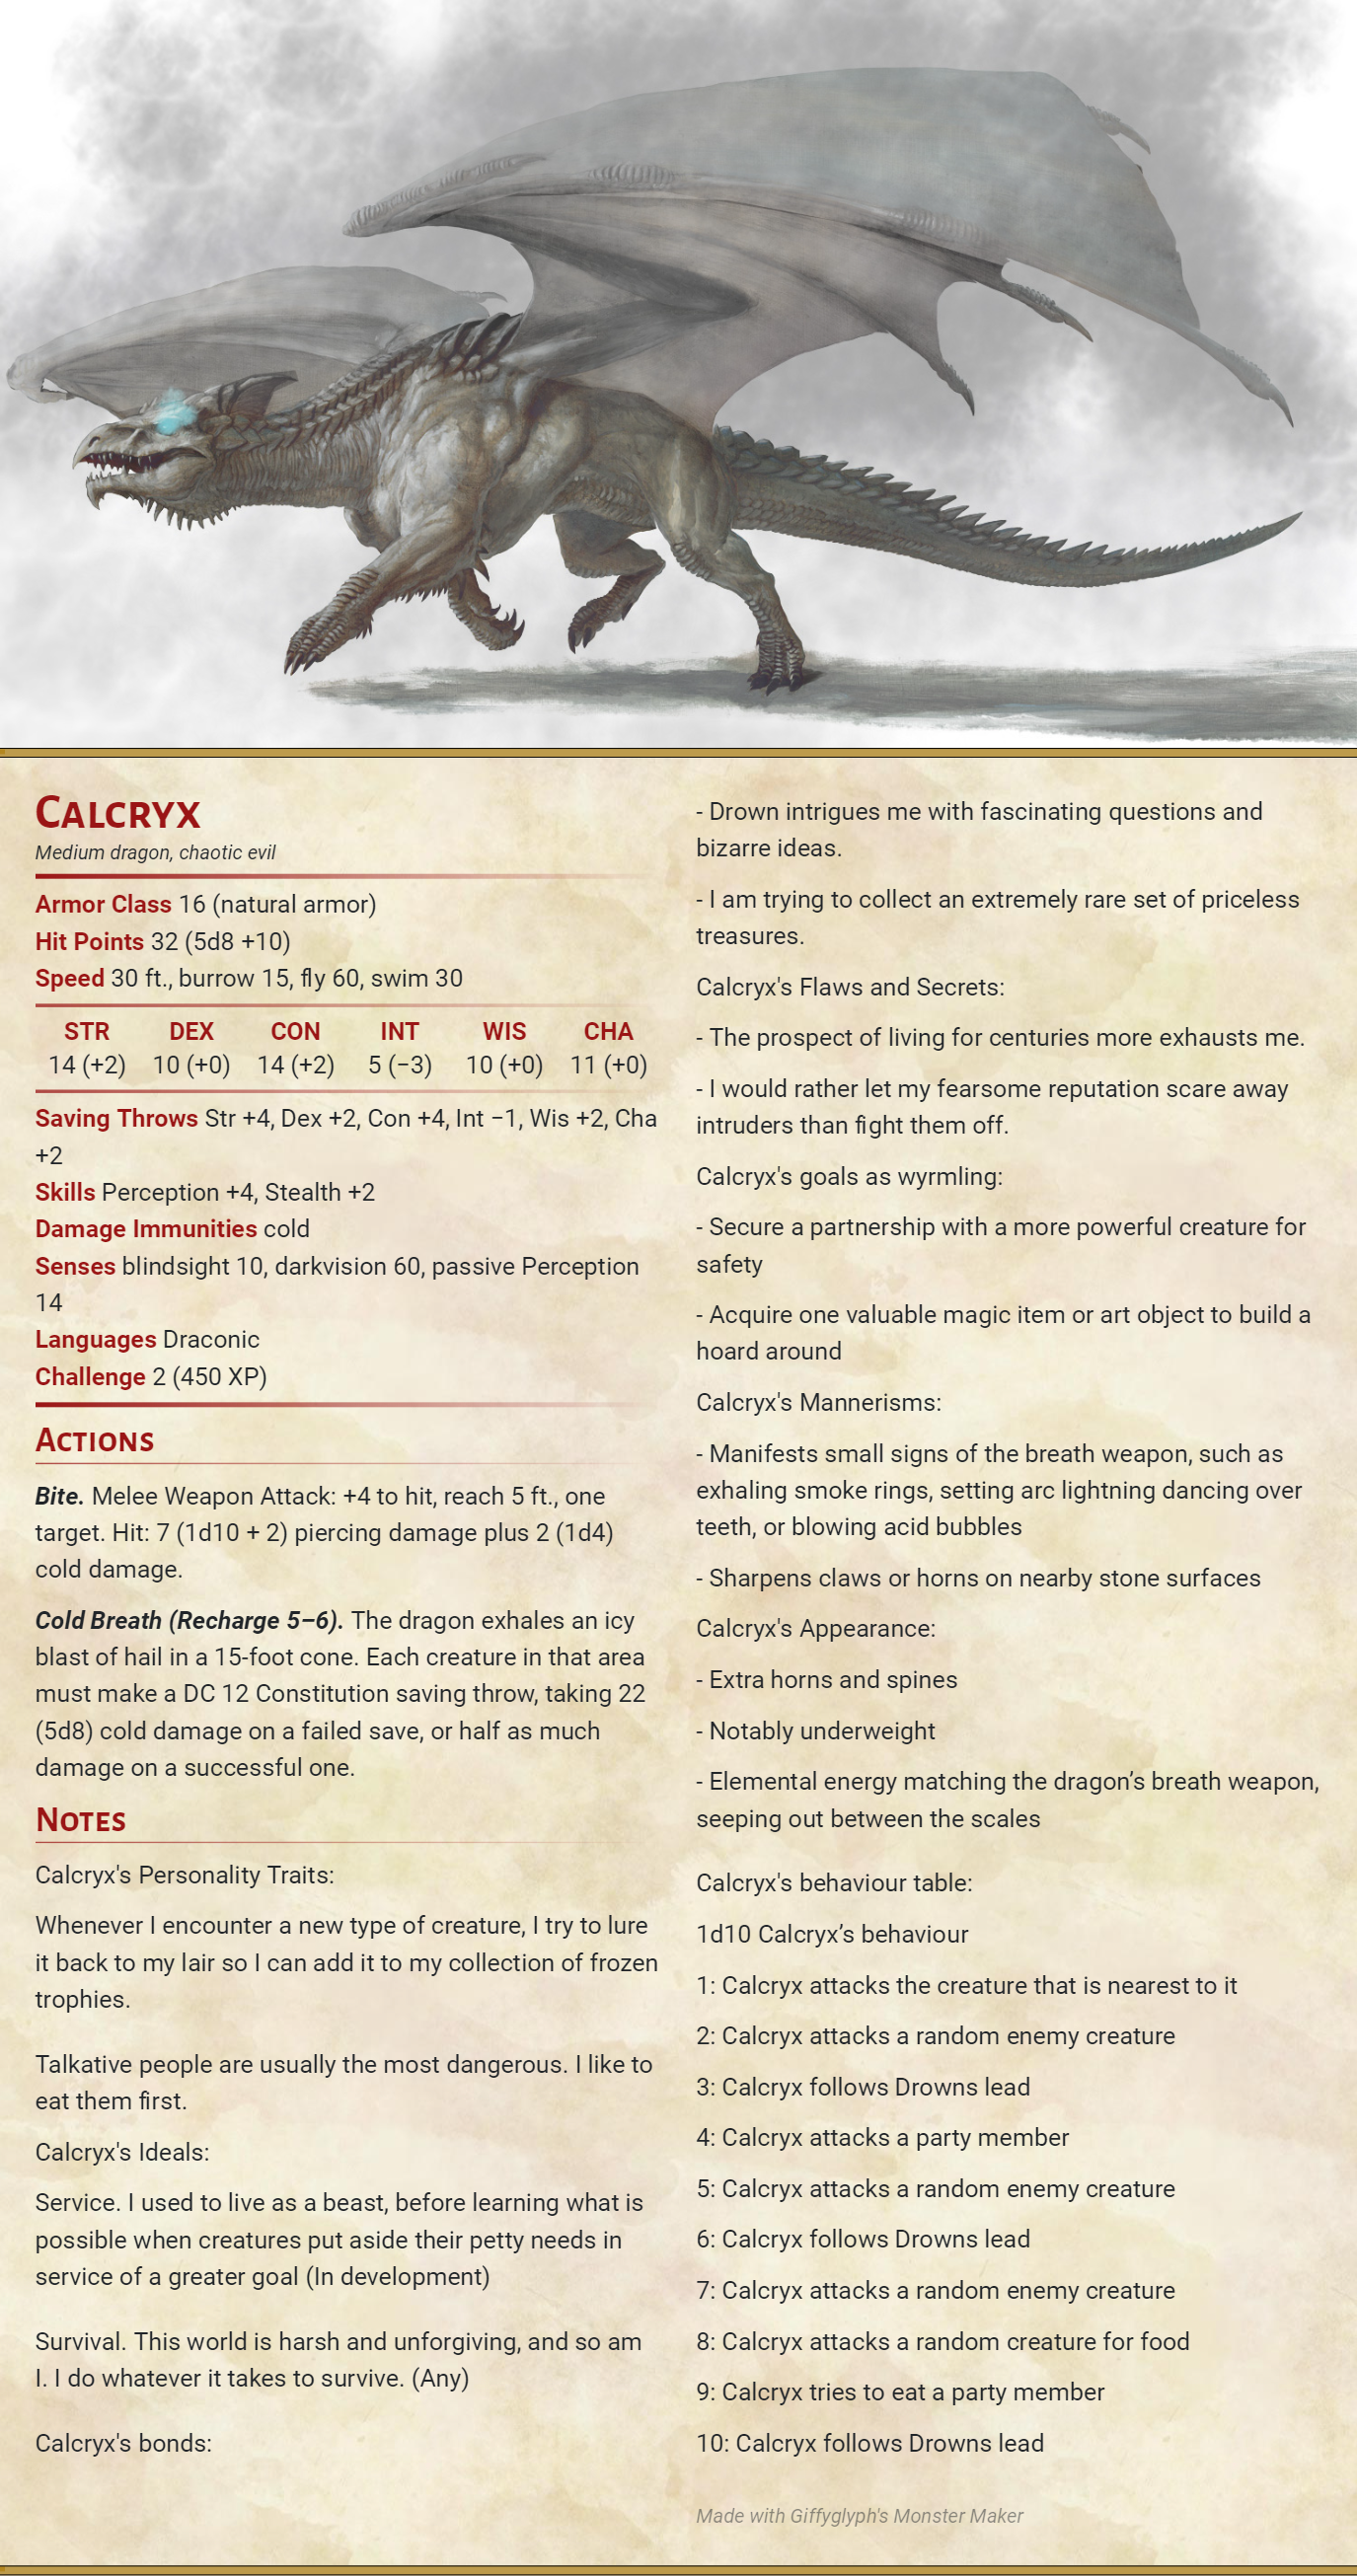 Calcryx
Medium dragon, chaotic evil
Armor Class 16 (natural armor)
Hit Points 32 (5d8 +10)
Speed 30 ft., burrow 15, fly 60, swim 30
STR DEX CON INT WIS CHA
14 (+2) 10 (+0) 14 (+2) 5 (−3) 10 (+0) 11 (+0)
Saving Throws Str +4, Dex +2, Con +4, Int −1, Wis +2, Cha
+2
Skills Perception +4, Stealth +2
Damage Immunities cold
Senses blindsight 10, darkvision 60, passive Perception
14
Languages Draconic
Challenge 2 (450 XP)
Actions
Bite. Melee Weapon Attack: +4 to hit, reach 5 ft., one
target. Hit: 7 (1d10 + 2) piercing damage plus 2 (1d4)
cold damage.
Cold Breath (Recharge 5–6). The dragon exhales an icy
blast of hail in a 15-foot cone. Each creature in that area
must make a DC 12 Constitution saving throw, taking 22
(5d8) cold damage on a failed save, or half as much
damage on a successful one.
Notes
Calcryx's Personality Traits:
Whenever I encounter a new type of creature, I try to lure
it back to my lair so I can add it to my collection of frozen
trophies.
Talkative people are usually the most dangerous. I like to
eat them first.
Calcryx's Ideals:
Service. I used to live as a beast, before learning what is
possible when creatures put aside their petty needs in
service of a greater goal (In development)
Survival. This world is harsh and unforgiving, and so am
I. I do whatever it takes to survive. (Any)
Calcryx's bonds:
- Drown intrigues me with fascinating questions and
bizarre ideas.
- I am trying to collect an extremely rare set of priceless
treasures.
Calcryx's Flaws and Secrets:
- The prospect of living for centuries more exhausts me.
- I would rather let my fearsome reputation scare away
intruders than fight them off.
Calcryx's goals as wyrmling:
- Secure a partnership with a more powerful creature for
safety
- Acquire one valuable magic item or art object to build a
hoard around
Calcryx's Mannerisms:
- Manifests small signs of the breath weapon, such as
exhaling smoke rings, setting arc lightning dancing over
teeth, or blowing acid bubbles
- Sharpens claws or horns on nearby stone surfaces
Calcryx's Appearance:
- Extra horns and spines
- Notably underweight
- Elemental energy matching the dragon’s breath weapon,
seeping out between the scales
Calcryx's behaviour table:
1d10 Calcryx’s behaviour
1: Calcryx attacks the creature that is nearest to it
2: Calcryx attacks a random enemy creature
3: Calcryx follows Drowns lead
4: Calcryx attacks a party member
5: Calcryx attacks a random enemy creature
6: Calcryx follows Drowns lead
7: Calcryx attacks a random enemy creature
8: Calcryx attacks a random creature for food
9: Calcryx tries to eat a party member
10: Calcryx follows Drowns lead
Made with Giffyglyph's Monster Maker